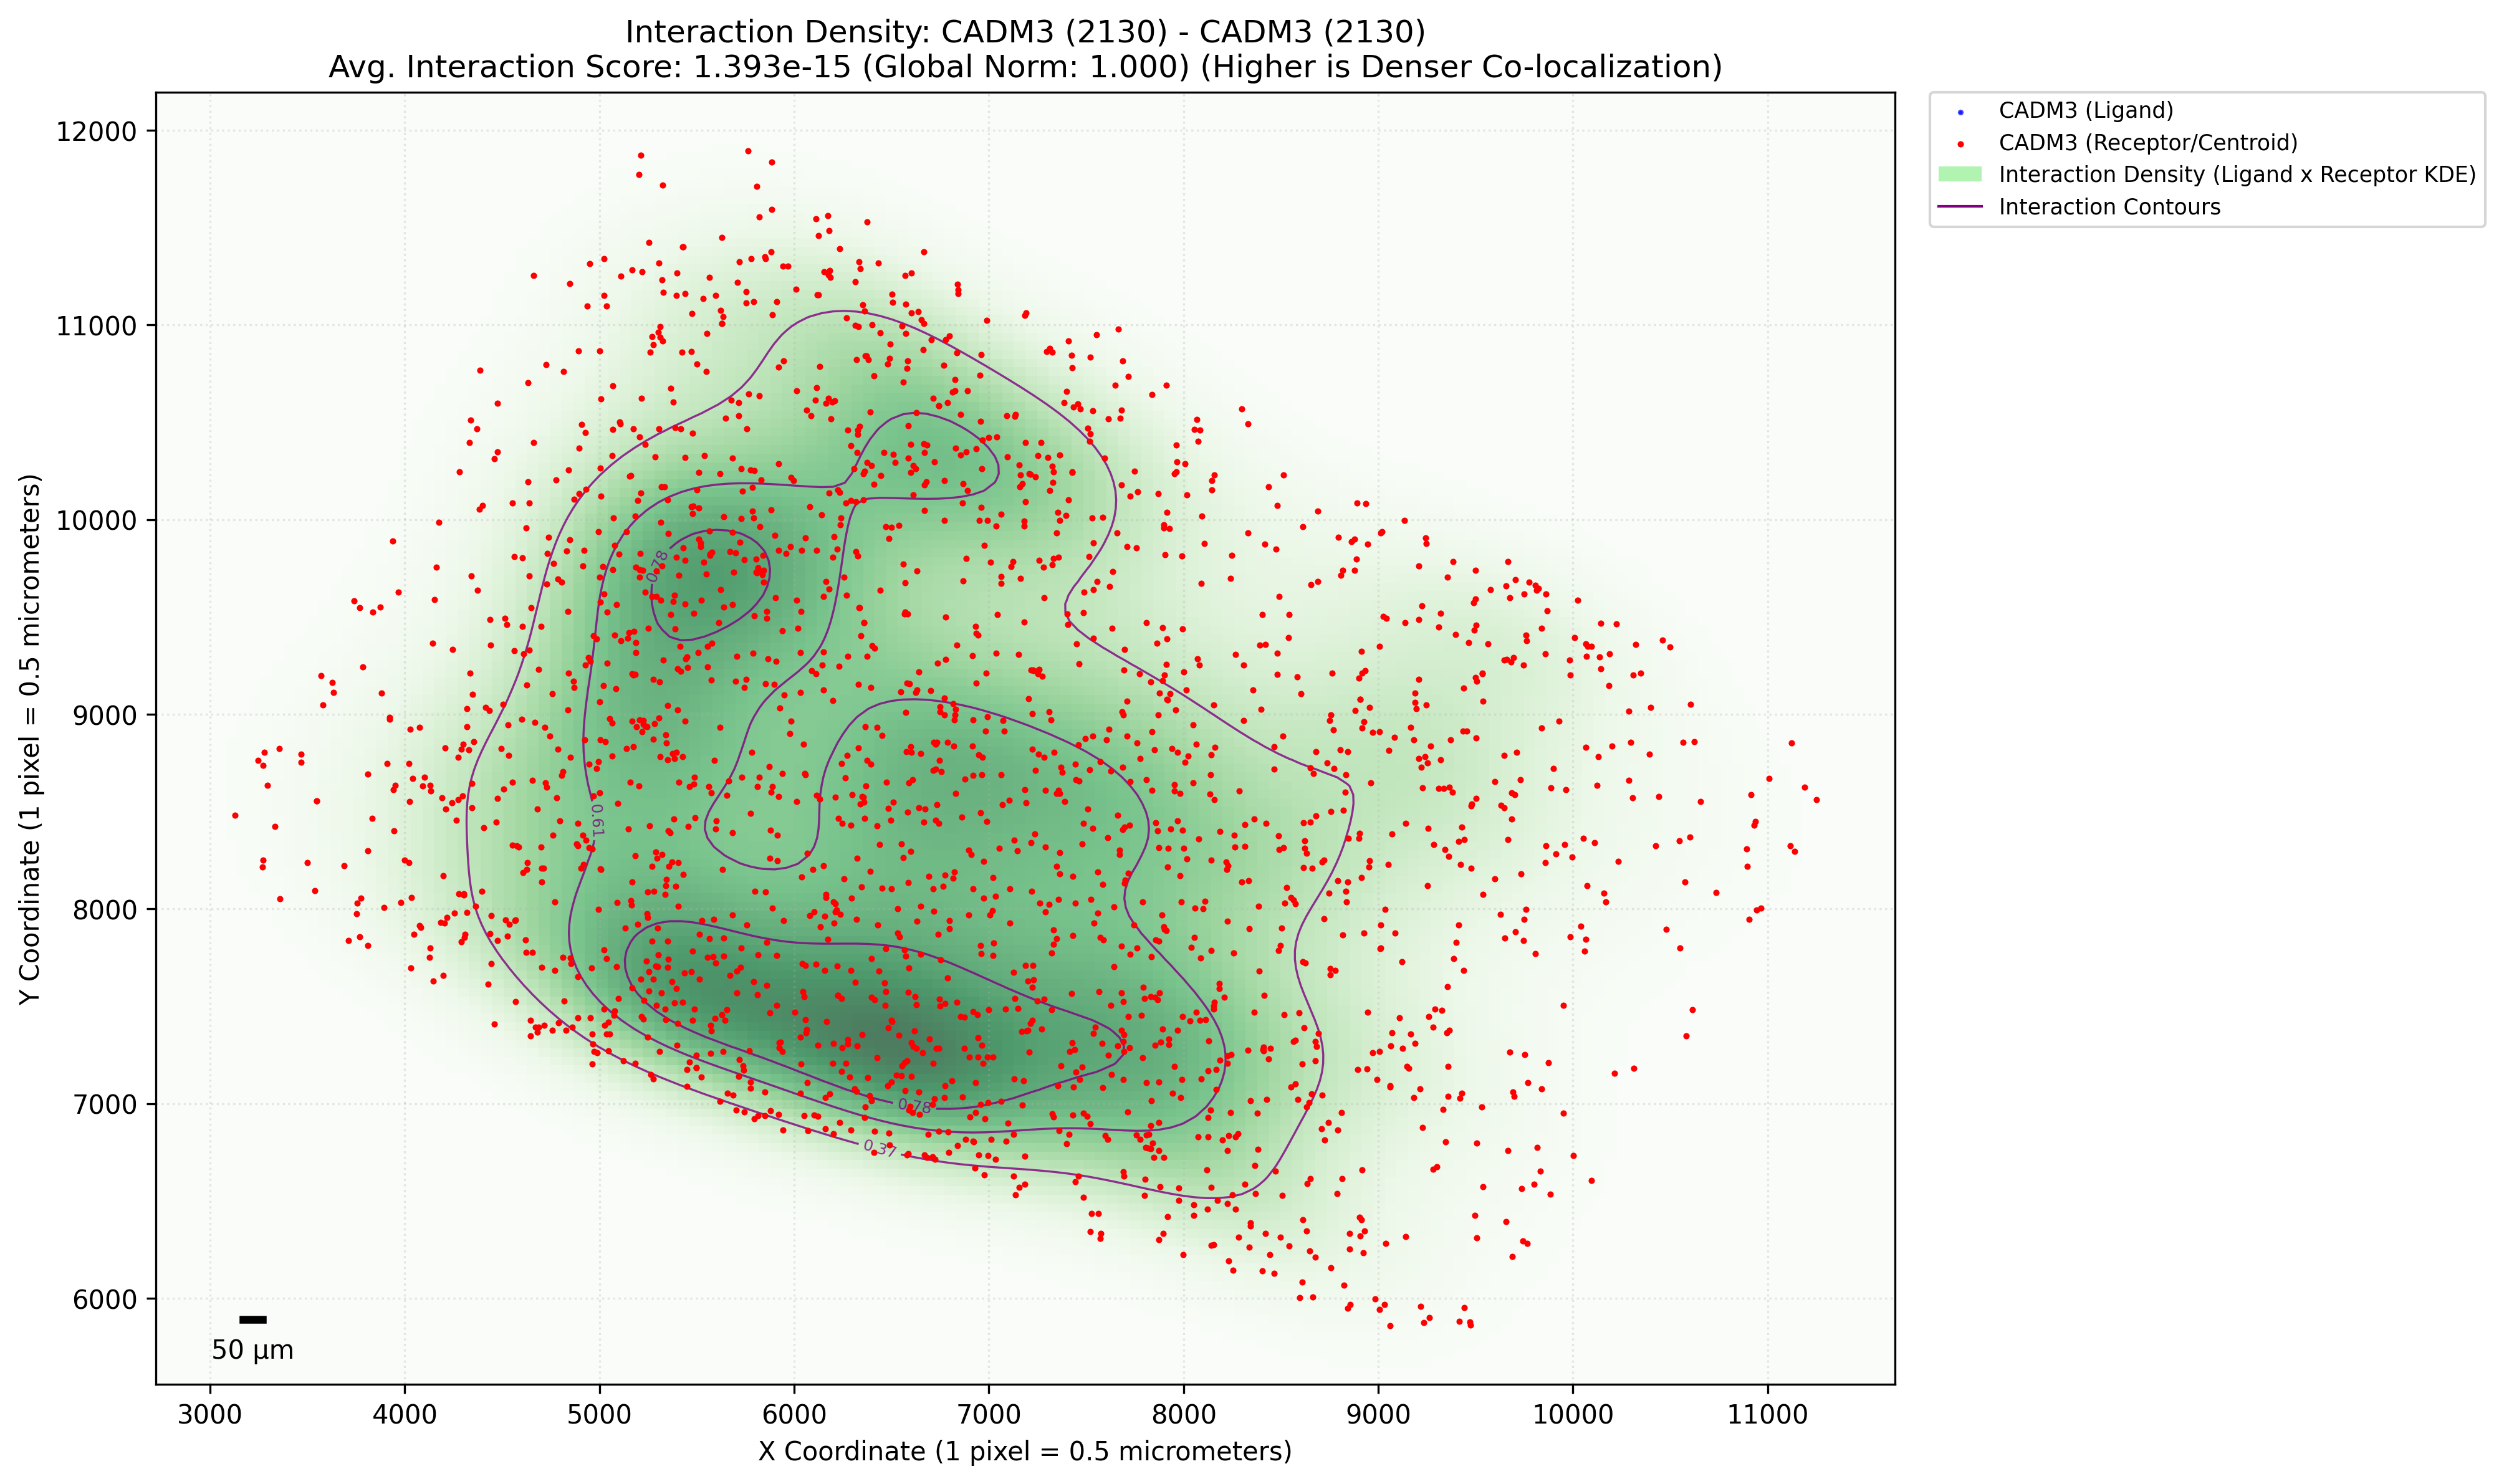 Interaction Density: CADM3 (2130) - CADM3 (2130)
Avg. Interaction Score: 1.393e-15 (Global Norm: 1.000) (Higher is Denser Co-localization)
CADM3 (Ligand)
CADM3 (Receptor/Centroid)
Interaction Density (Ligand x Receptor KDE)
Interaction Contours
Y Coordinate (1 pixel = 0.5 micrometers)
12000
11000
10000
9000
8000
7000
6000
0.78
0.61
0.78
0.37
50 µm
3000 4000 5000 6000 7000 8000 9000 10000 11000
X Coordinate (1 pixel = 0.5 micrometers)